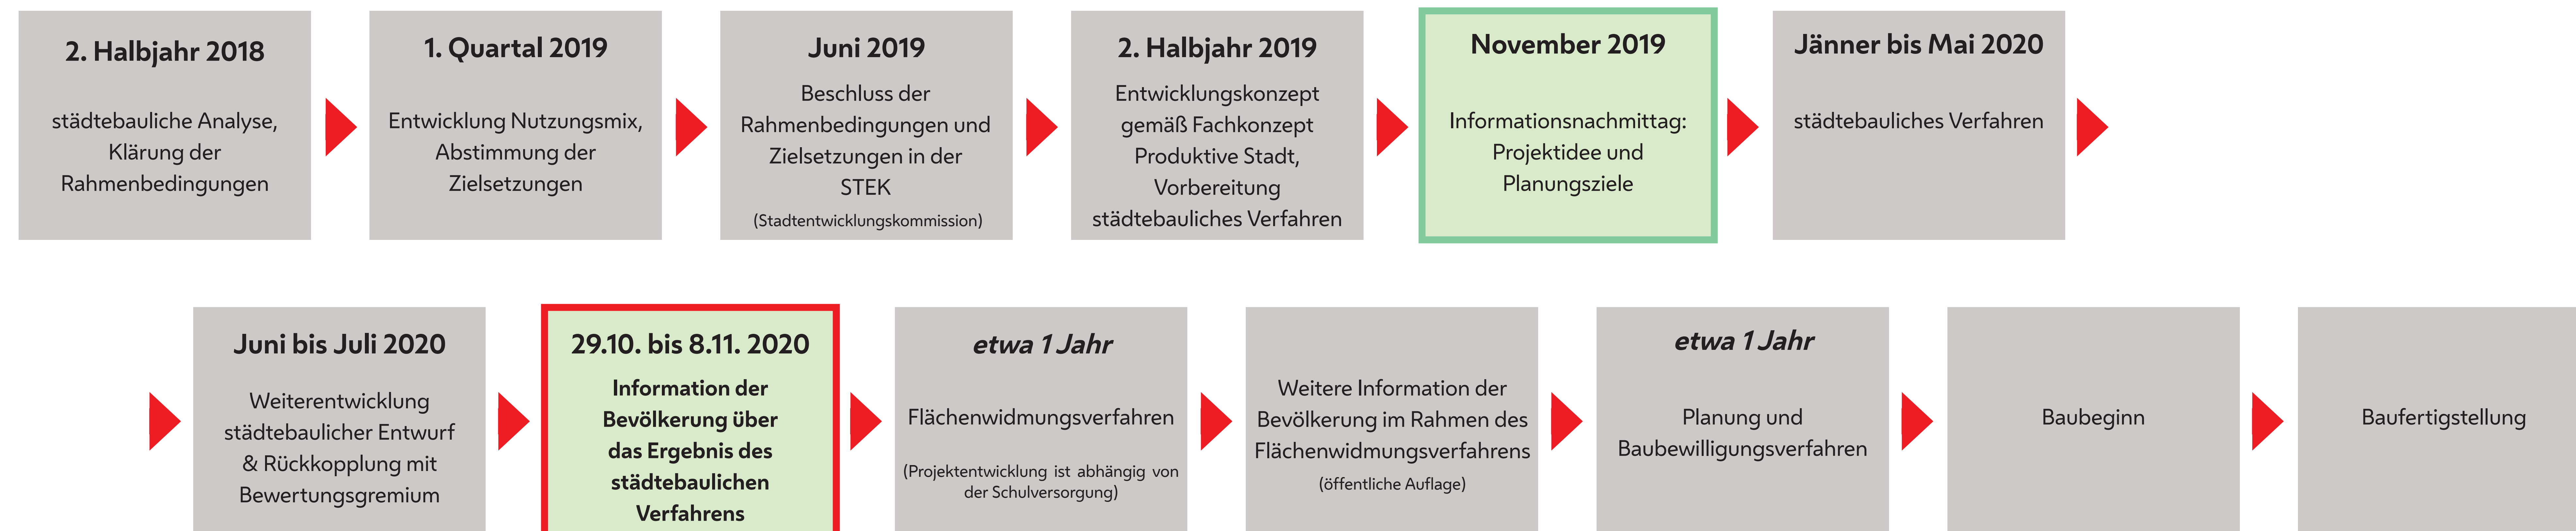 2. Halbjahr 2018
städtebauliche Analyse,
Klärung der
Rahmenbedingungen
1. Quartal 2019
Entwicklung Nutzungsmix,
Abstimmung der
Zielsetzungen
Juni 2019
Beschluss der
Rahmenbedingungen und
Zielsetzungen in der
STEK
(Stadtentwicklungskommission)
2. Halbjahr 2019
Entwicklungskonzept
gemäß Fachkonzept
Produktive Stadt,
Vorbereitung
städtebauliches Verfahren
November 2019
Informationsnachmittag:
Projektidee und
Planungsziele
Jänner bis Mai 2020
städtebauliches Verfahren
Juni bis Juli 2020
Weiterentwicklung
städtebaulicher Entwurf
& Rückkopplung mit
Bewertungsgremium
29.10. bis 8.11. 2020
Information der
Bevölkerung über
das Ergebnis des
städtebaulichen
Verfahrens
etwa 1 Jahr
Flächenwidmungsverfahren
(Projektentwicklung ist abhängig von
der Schulversorgung)
Weitere Information der
Bevölkerung im Rahmen des
Flächenwidmungsverfahrens
(öffentliche Auflage)
etwa 1 Jahr
Planung und
Baubewilligungsverfahren
Baubeginn
Baufertigstellung